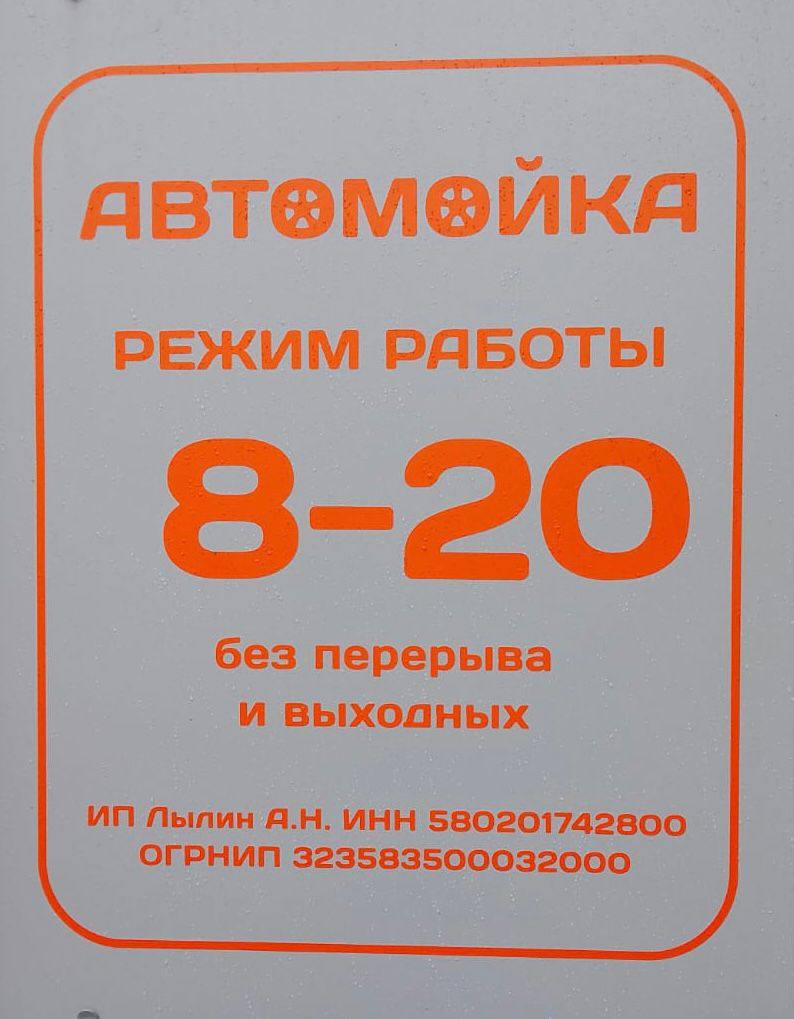 АВТОМОЙКА
РЕЖИМ РАБОТЫ
8-20
без перерыва
и выходных
ИП Лылин А.Н. ИНН 580201742800
ОГРНИП 323583500032000